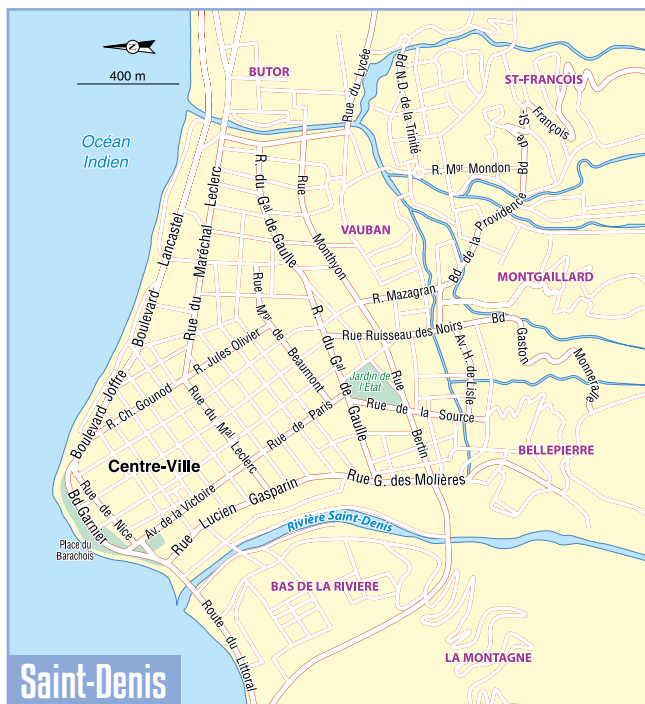 N
400 m
BUTOR
Rue du Lycée
Bd N.D. de la Trinité
ST-FRANCOIS
Bd de St-
François
Océan
Indien
R. Mgr Mondon
Boulevard Lancastel
Rue du Maréchal Leclerc
R. du Gal de Gaulle
Rue Monthyon
VAUBAN
Bd de la Providence
MONTGAILLARD
R. Mazagran
Rue Mgr de Beaumont
R. du Gal de Gaulle
Rue Ruisseau des Noirs
Bd Gaston Monneralle
Av. H. de Lisle
R. Jules Olivier
Jardin de
l'État
Boulevard Joffre
R. Ch. Gounod
Rue du Mal Leclerc
Rue de Paris
Rue de la Source
Rue Bertin
BELLEPIERRE
Centre-Ville
Rue G. des Molières
Rue Lucien Gasparin
Av. de la Victoire
Rue de Nice
Bd Garnier
Place du
Barachois
Rivière Saint-Denis
BAS DE LA RIVIERE
Route du Littoral
LA MONTAGNE
Saint-Denis